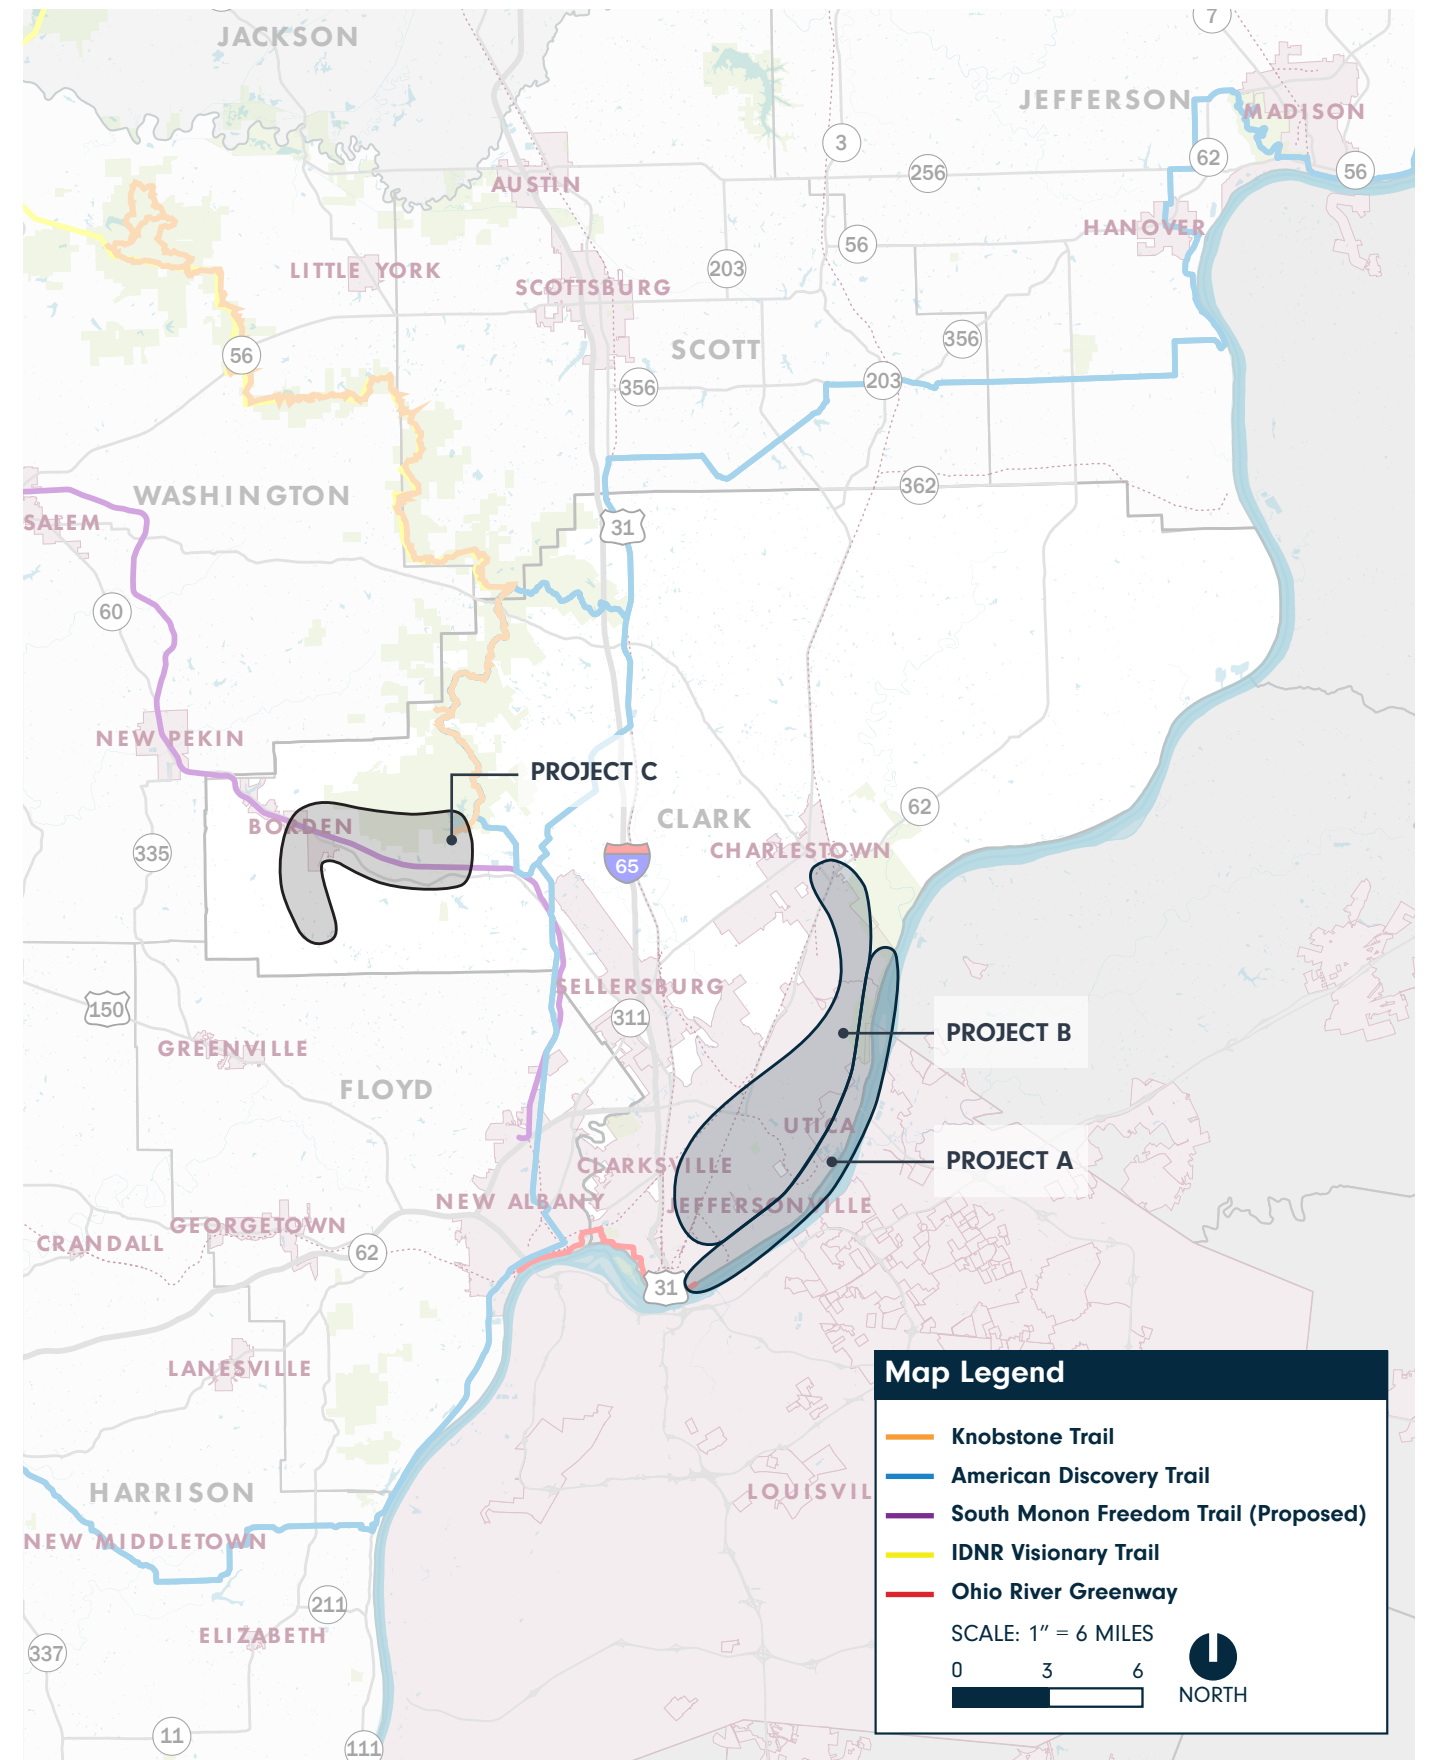 JACKSON
7
JEFFERSON
MADISON
3
62
256
56
AUSTIN
HANOVER
56
LITTLE YORK
203
SCOTTSBURG
356
SCOTT
56
356
203
WASHINGTON
362
SALEM
31
60
NEW PEKIN
PROJECT C
62
CLARK
BORDEN
335
65
CHARLESTOWN
SELLERSBURG
150
311
PROJECT B
GREENVILLE
FLOYD
UTICA
CLARKSVILLE
PROJECT A
NEW ALBANY
JEFFERSONVILLE
GEORGETOWN
CRANDALL
62
31
LANESVILLE
Map Legend
Knobstone Trail
American Discovery Trail
HARRISON
LOUISVIL
South Monon Freedom Trail (Proposed)
NEW MIDDLETOWN
IDNR Visionary Trail
Ohio River Greenway
211
ELIZABETH
SCALE: 1" = 6 MILES
337
0 3 6
NORTH
11
111